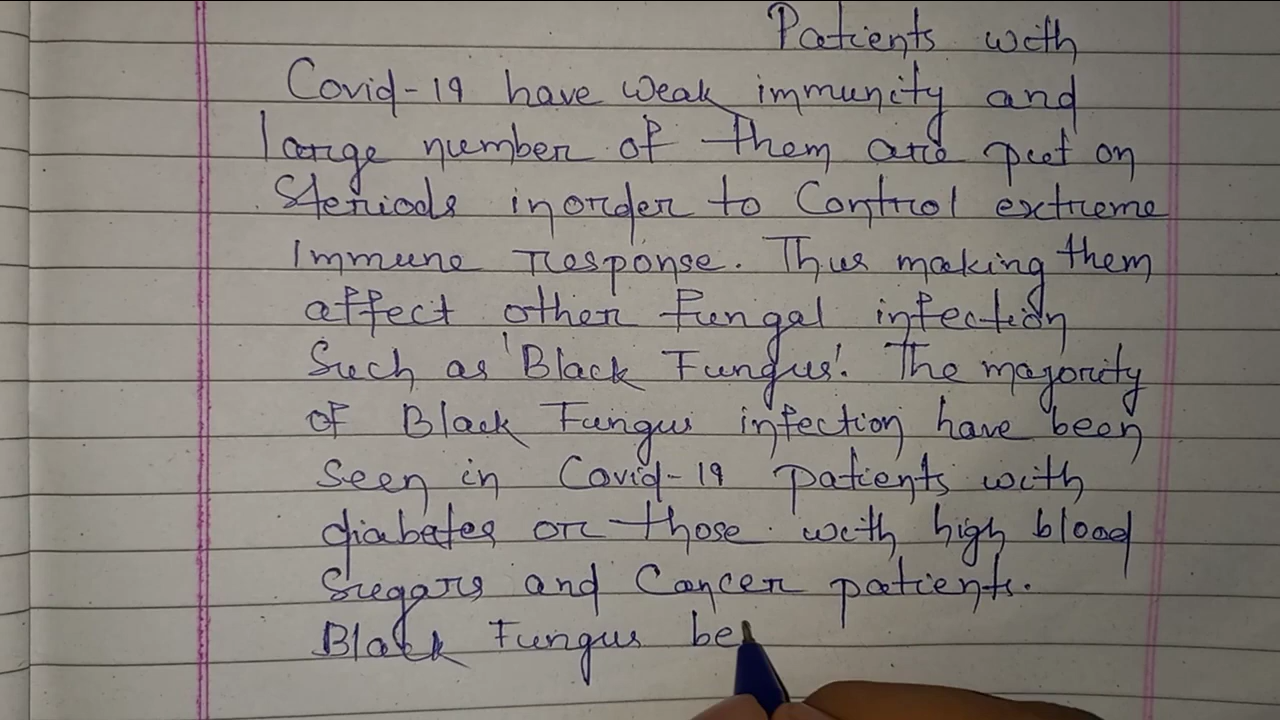 Patients with
Covid-19 have weak immunity and
large number of them are put on
Steriods inorder to Control extreme
Immune response. Thus making them
affect other fungal infection
Such as 'Black Fungus'. The majority
of Black Fungus infection have been
seen in Covid-19 patients with
diabetes or those with high blood
Sugars and Cancer patients.
Black Fungus be